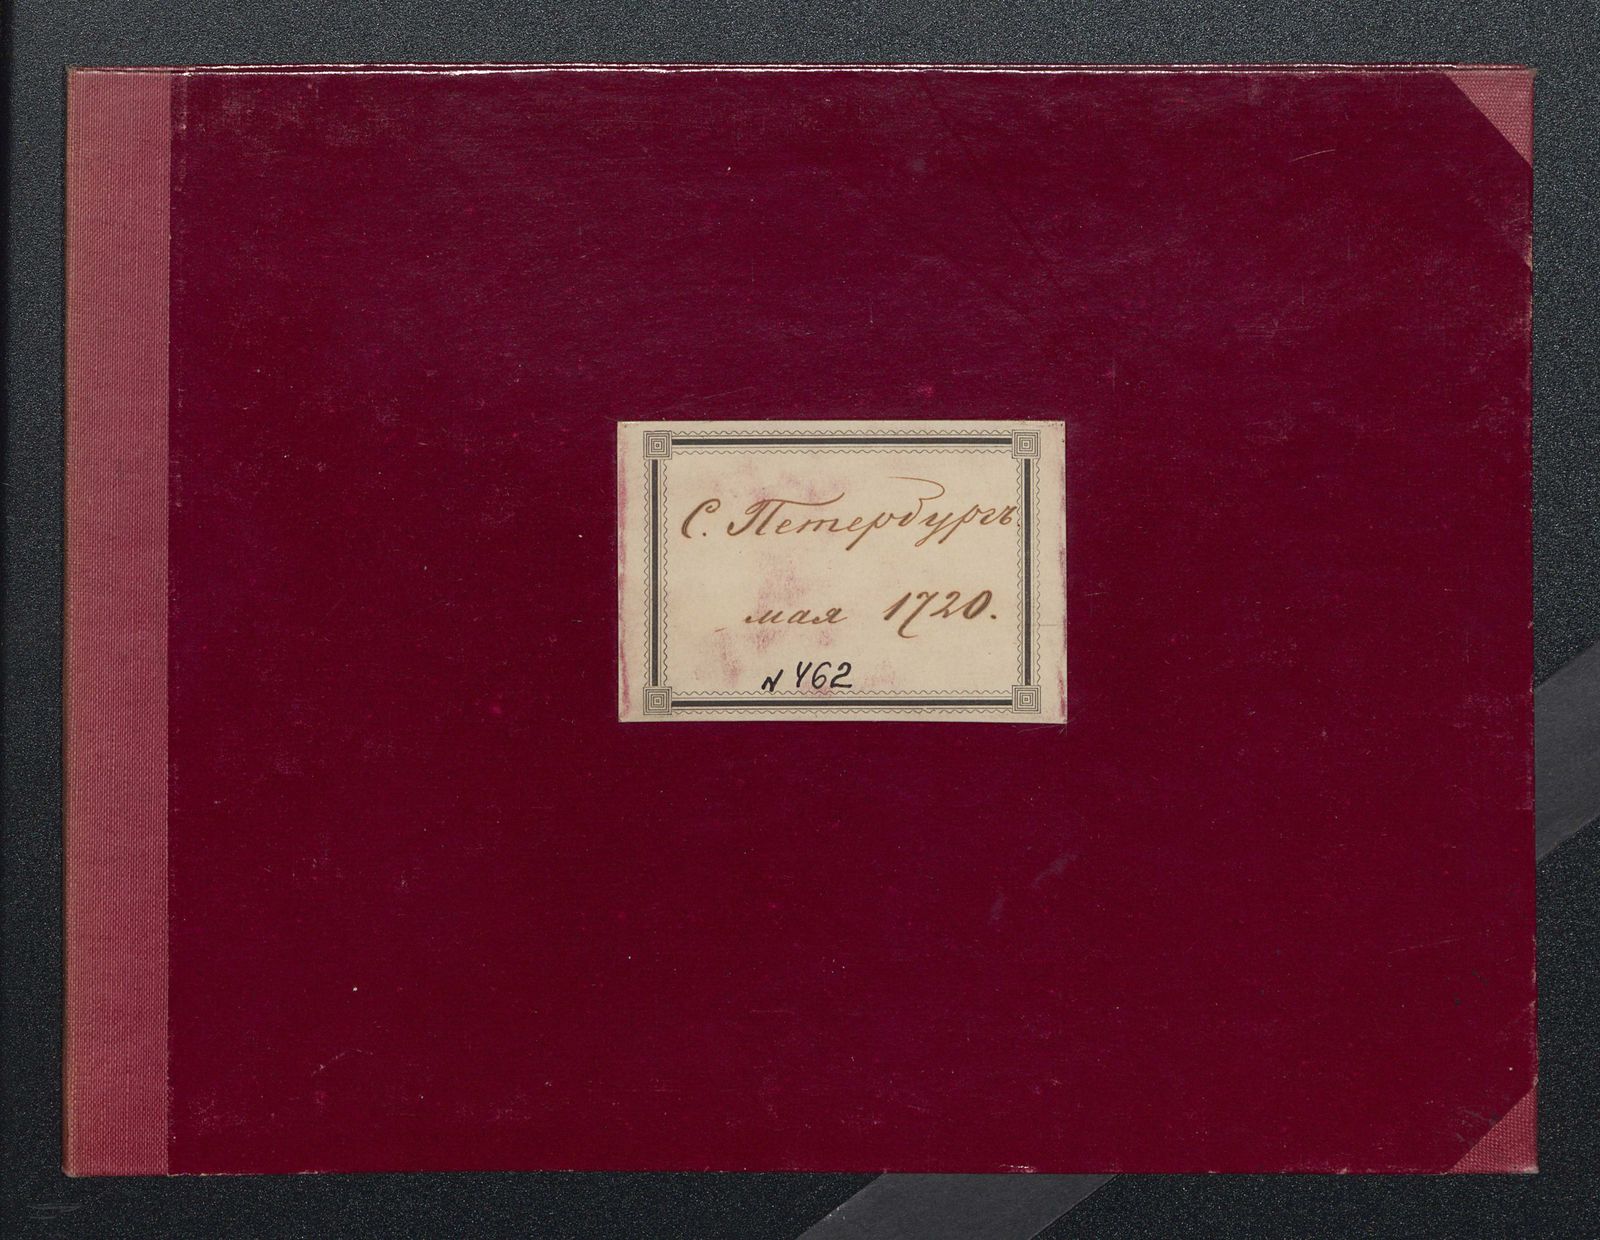 С. Петербургъ
мая 1720.
N 462